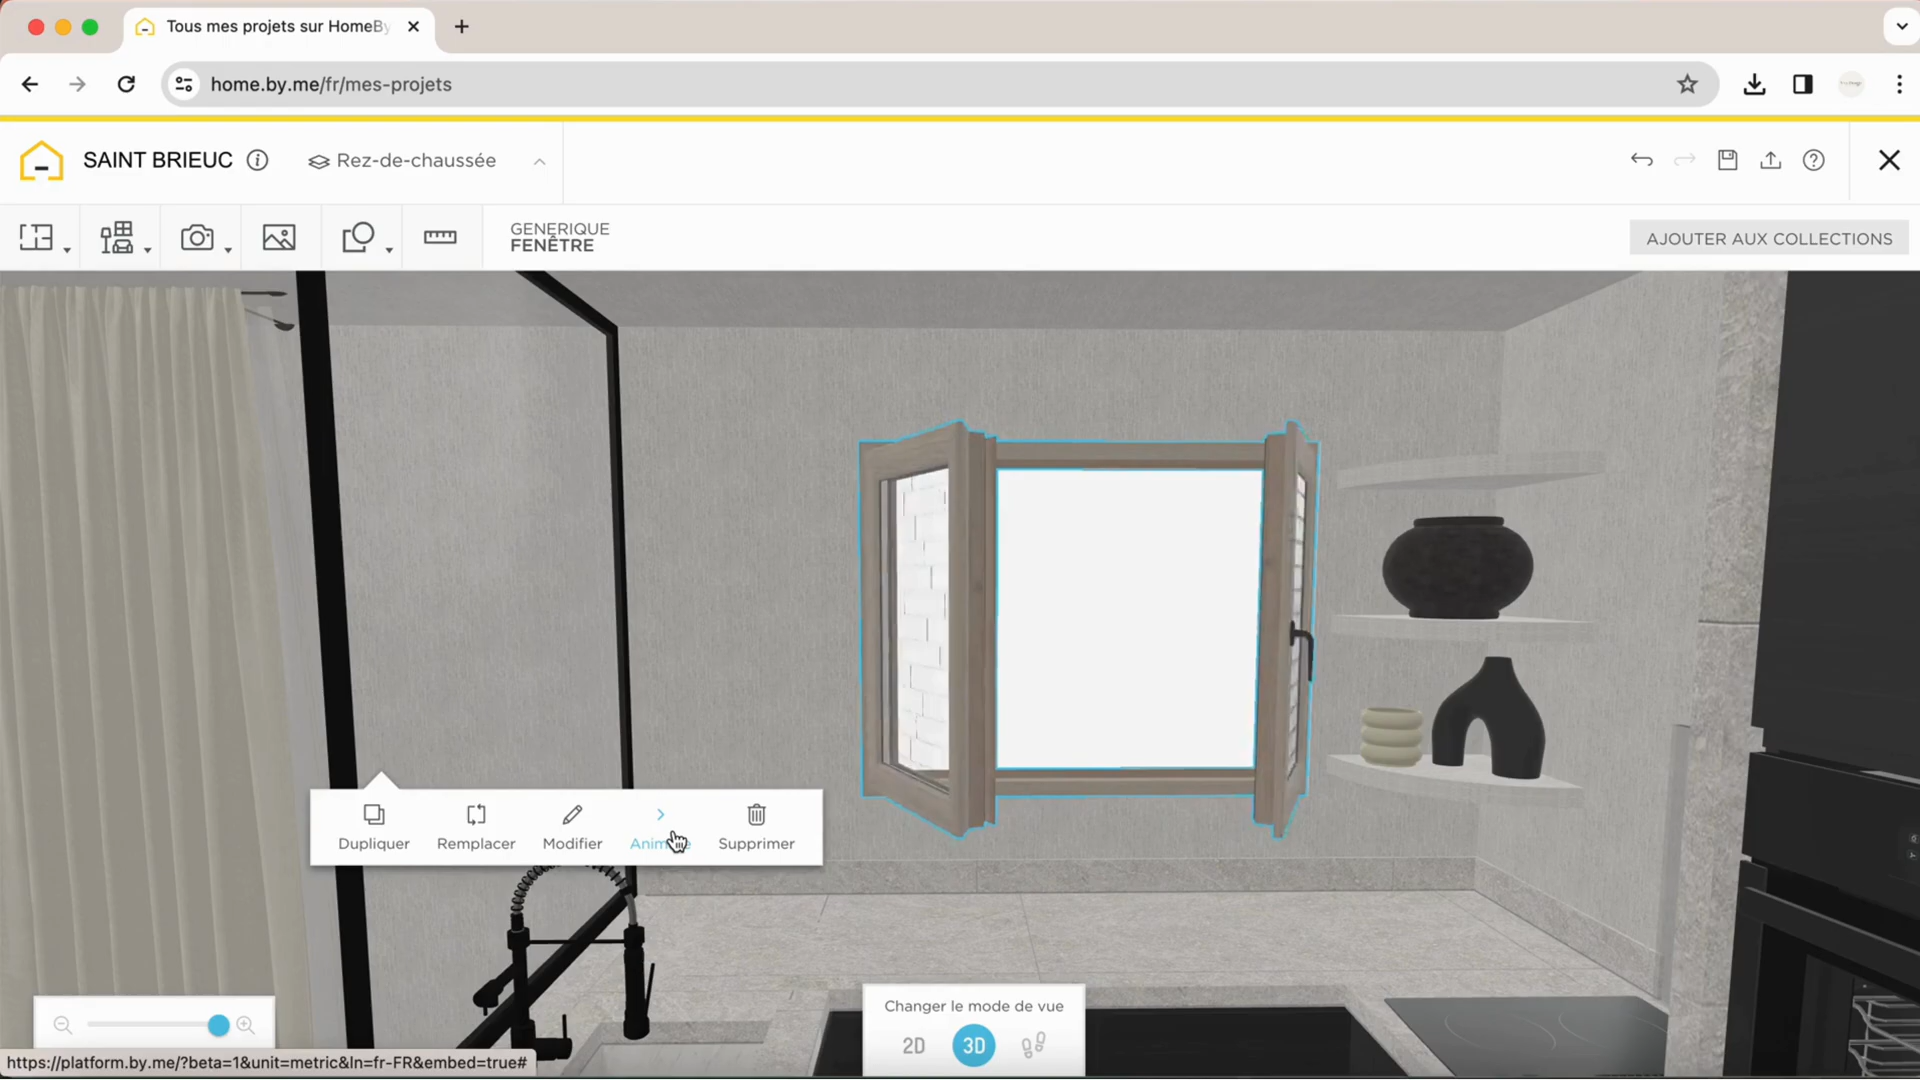 Tous mes projets sur HomeBy
home.by.me/fr/mes-projets
SAINT BRIEUC
Rez-de-chaussée
GENERIQUE
FENÊTRE
AJOUTER AUX COLLECTIONS
Dupliquer
Remplacer
Modifier
Supprimer
Changer le mode de vue
2D
3D
https://platform.by.me/?beta=1&unit=metric&ln=fr-FR&embed=true#